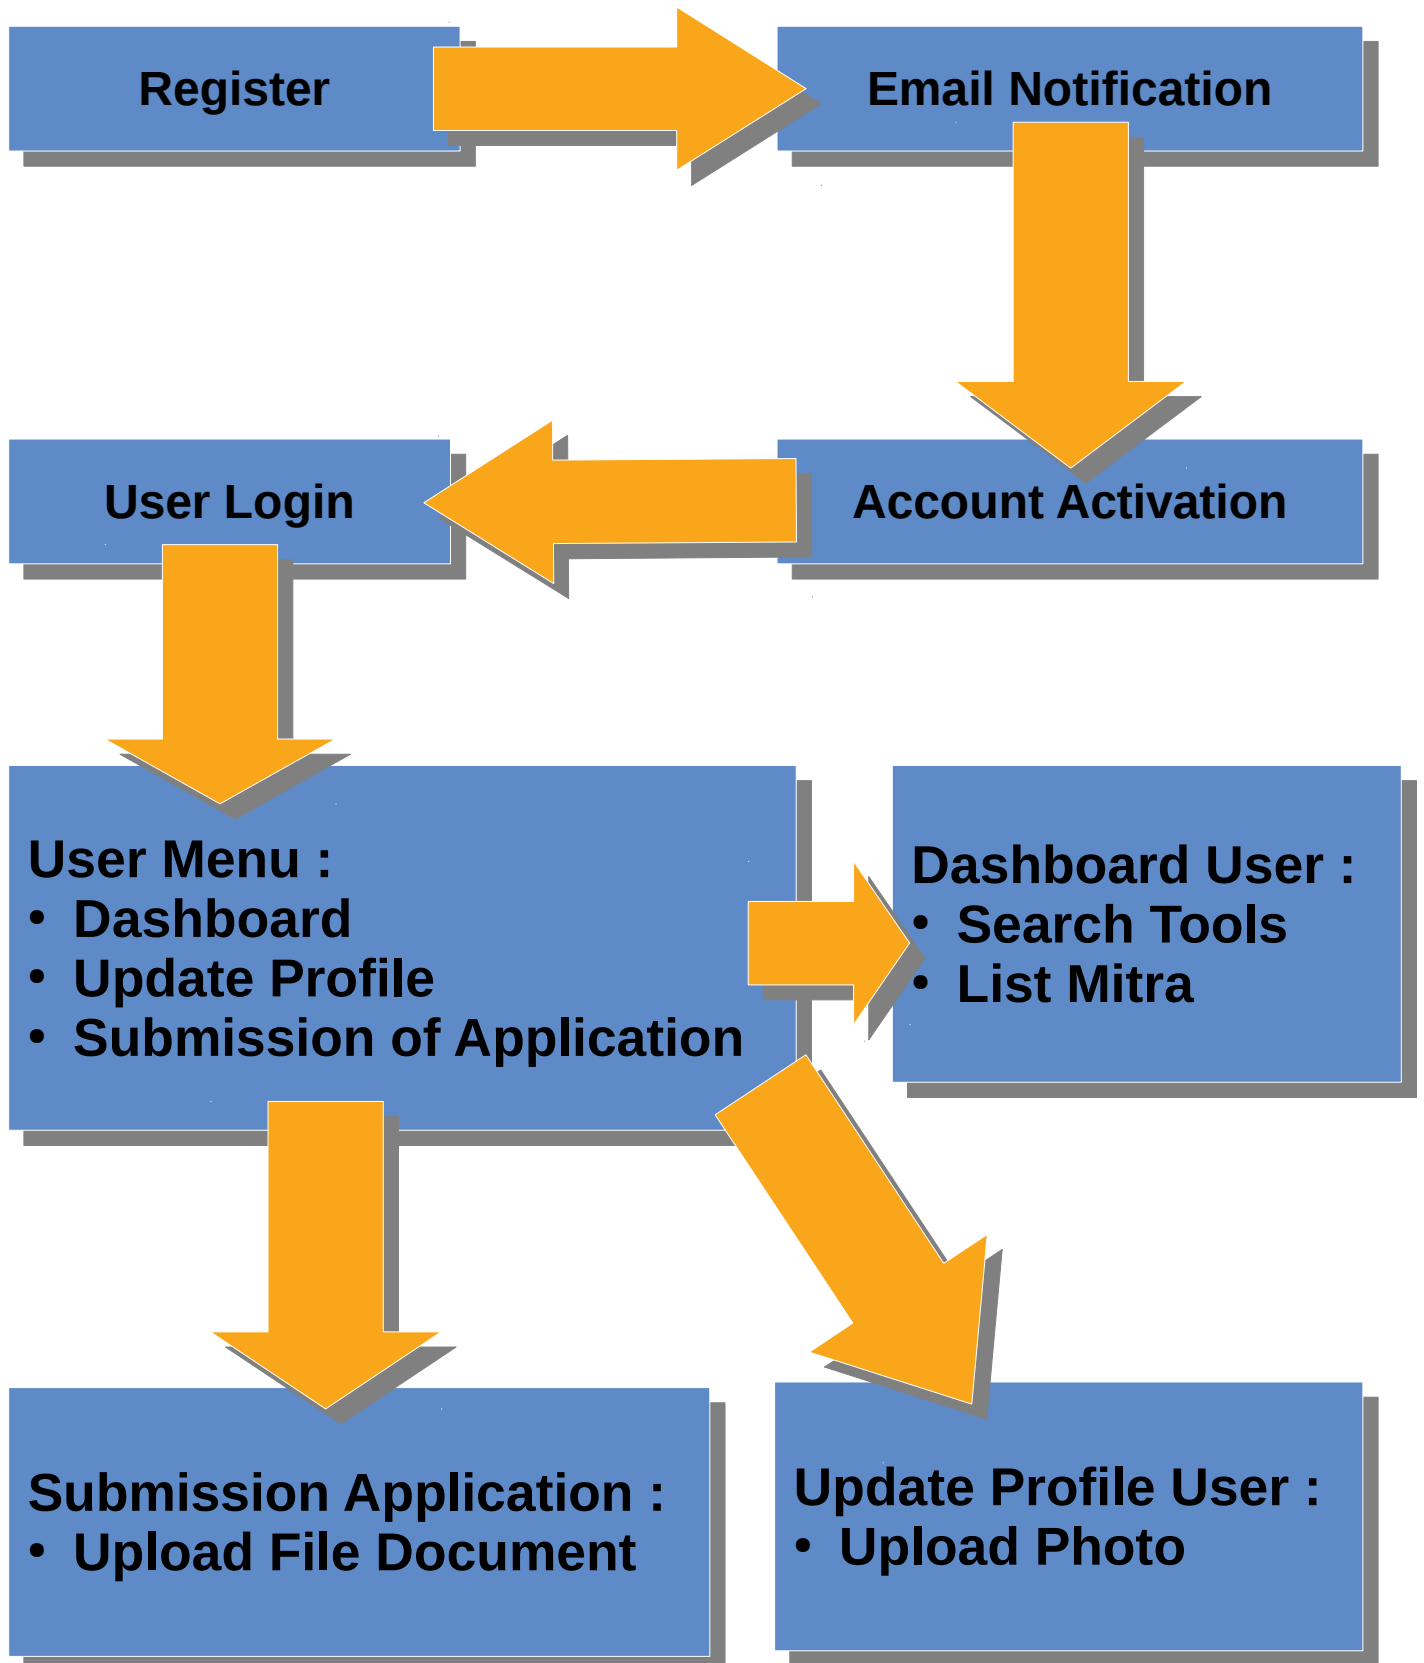 Register
Email Notification
User Login
Account Activation
User Menu :
• Dashboard
• Update Profile
• Submission of Application
Dashboard User :
• Search Tools
• List Mitra
Submission Application :
• Upload File Document
Update Profile User :
• Upload Photo